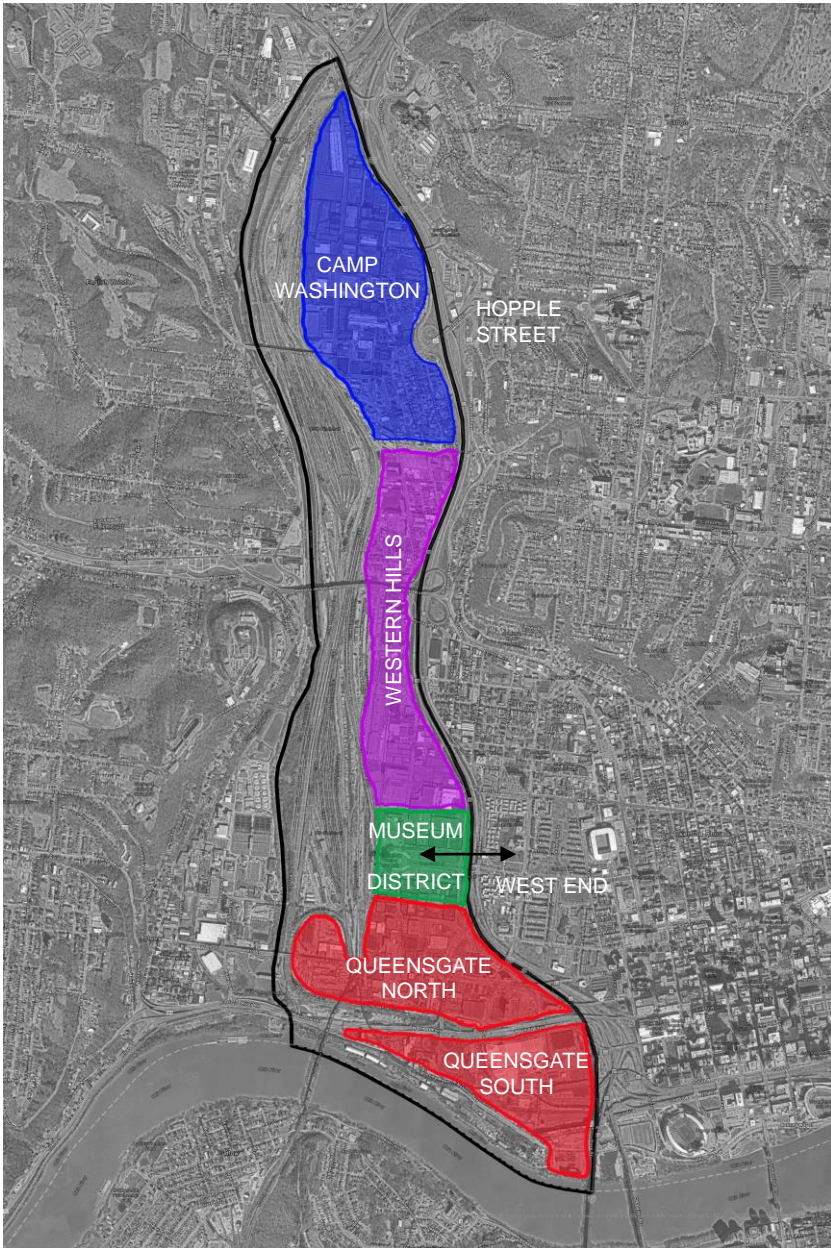 CAMP
WASHINGTON
HOPPLE
STREET
WESTERN HILLS
MUSEUM
DISTRICT
WEST END
QUEENSGATE
NORTH
QUEENSGATE
SOUTH